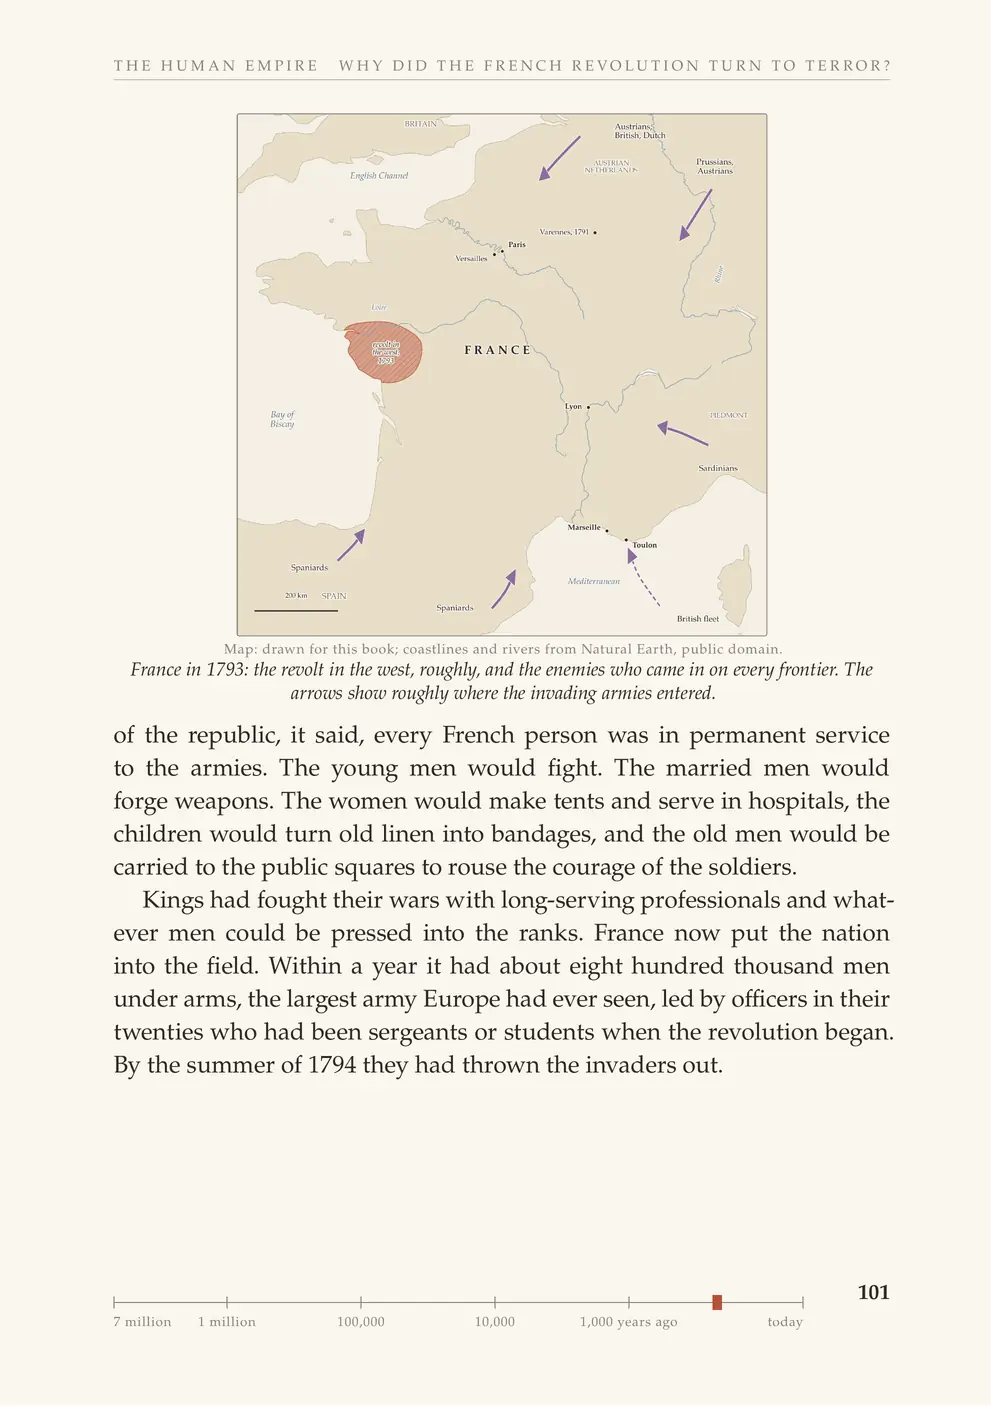 THE HUMAN EMPIRE WHY DID THE FRENCH REVOLUTION TURN TO TERROR?
BRITAIN
Austrians,
British, Dutch
English Channel
AUSTRIAN
NETHERLANDS
Prussians,
Austrians
Varennes, 1791
Paris
Versailles
Rhine
Loire
revolt in
the west,
1793
FRANCE
Lyon
Bay of
Biscay
PIEDMONT
Sardinians
Marseille
Toulon
Spaniards
Mediterranean
200 km
SPAIN
Spaniards
British fleet
Map: drawn for this book; coastlines and rivers from Natural Earth, public domain.
France in 1793: the revolt in the west, roughly, and the enemies who came in on every frontier. The
arrows show roughly where the invading armies entered.
of the republic, it said, every French person was in permanent service
to the armies. The young men would fight. The married men would
forge weapons. The women would make tents and serve in hospitals, the
children would turn old linen into bandages, and the old men would be
carried to the public squares to rouse the courage of the soldiers.
Kings had fought their wars with long-serving professionals and what-
ever men could be pressed into the ranks. France now put the nation
into the field. Within a year it had about eight hundred thousand men
under arms, the largest army Europe had ever seen, led by officers in their
twenties who had been sergeants or students when the revolution began.
By the summer of 1794 they had thrown the invaders out.
101
7 million 1 million 100,000 10,000 1,000 years ago today